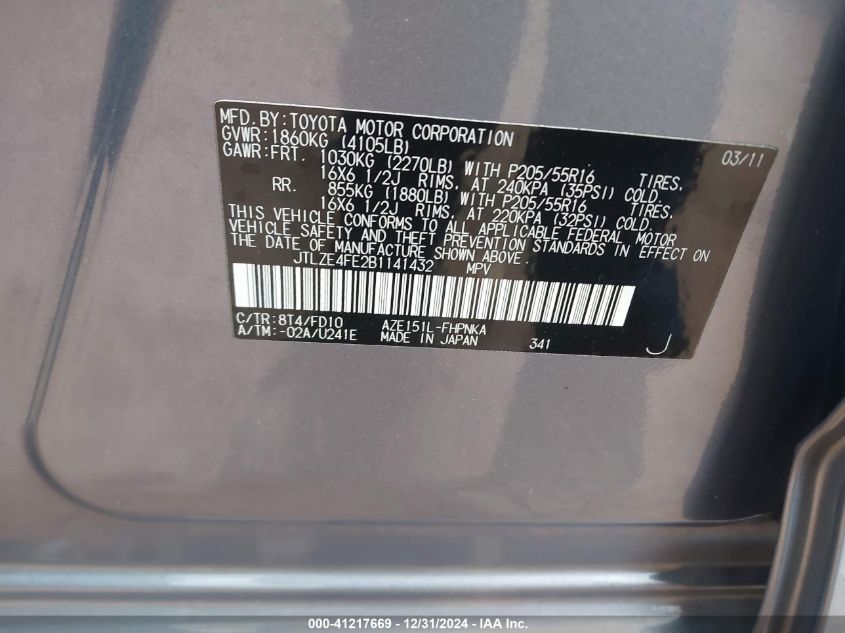 MFD.BY:TOYOTA MOTOR CORPORATION 03/11
GVWR:1860KG (4105LB)
GAWR:FRT. 1030KG (2270LB) WITH P205/55R16 TIRES,
16X6 1/2J RIMS, AT 240KPA (35PSI) COLD.
RR. 855KG (1880LB) WITH P205/55R16 TIRES,
16X6 1/2J RIMS, AT 220KPA (32PSI) COLD.
THIS VEHICLE CONFORMS TO ALL APPLICABLE FEDERAL MOTOR
VEHICLE SAFETY AND THEFT PREVENTION STANDARDS IN EFFECT ON
THE DATE OF MANUFACTURE SHOWN ABOVE.
JTLZE4FE2B1141432 MPV
C/TR:8T4/FD10 AZE151L-FHPNKA
A/TM:-02A/U241E MADE IN JAPAN 341 J
000-41217669 - 12/31/2024 - IAA Inc.